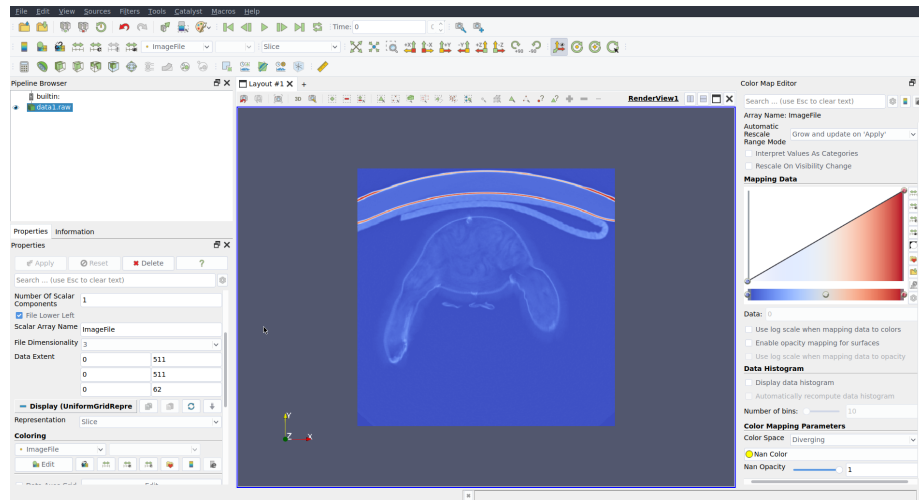 File Edit View Sources Filters Tools Catalyst Macros Help
Time: 0
ImageFile Slice
Pipeline Browser
Layout #1
Color Map Editor
builtin:
data1.raw
3D
RenderView1
Search ... (use Esc to clear text)
Array Name: ImageFile
Automatic
Rescale
Range Mode
Grow and update on 'Apply'
Interpret Values As Categories
Rescale On Visibility Change
Mapping Data
Properties Information
Properties
Apply Reset Delete ?
Search ... (use Esc to clear text)
Number Of Scalar
Components
1
File Lower Left
Scalar Array Name ImageFile
File Dimensionality 3
Data Extent 0 511
0 511
0 62
Display (UniformGridRepre
Representation Slice
Coloring
ImageFile
Edit
Y
Z X
Data: 0
Use log scale when mapping data to colors
Enable opacity mapping for surfaces
Use log scale when mapping data to opacity
Data Histogram
Display data histogram
Automatically recompute data histogram
Number of bins: 10
Color Mapping Parameters
Color Space Diverging
Nan Color
Nan Opacity 1